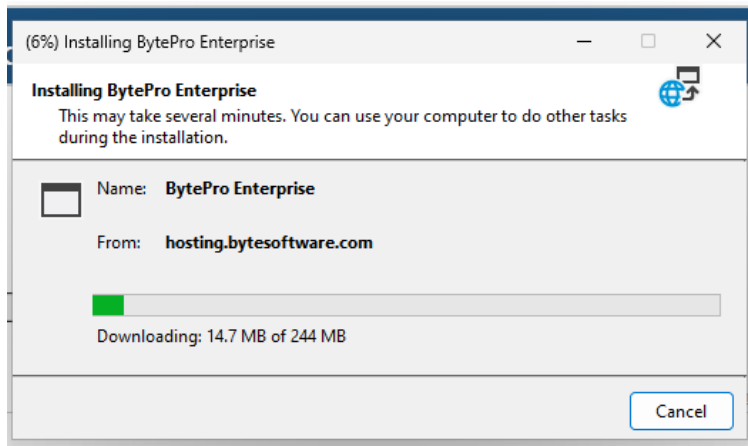 (6%) Installing BytePro Enterprise
Installing BytePro Enterprise
This may take several minutes. You can use your computer to do other tasks
during the installation.
Name: BytePro Enterprise
From: hosting.bytesoftware.com
Downloading: 14.7 MB of 244 MB
Cancel